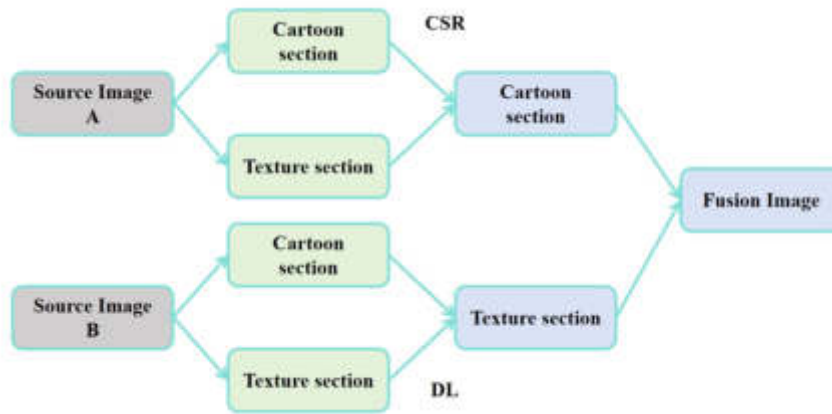 Cartoon
section
CSR
Source Image
A
Cartoon
section
Texture section
Fusion Image
Cartoon
section
Source Image
B
Texture section
Texture section
DL